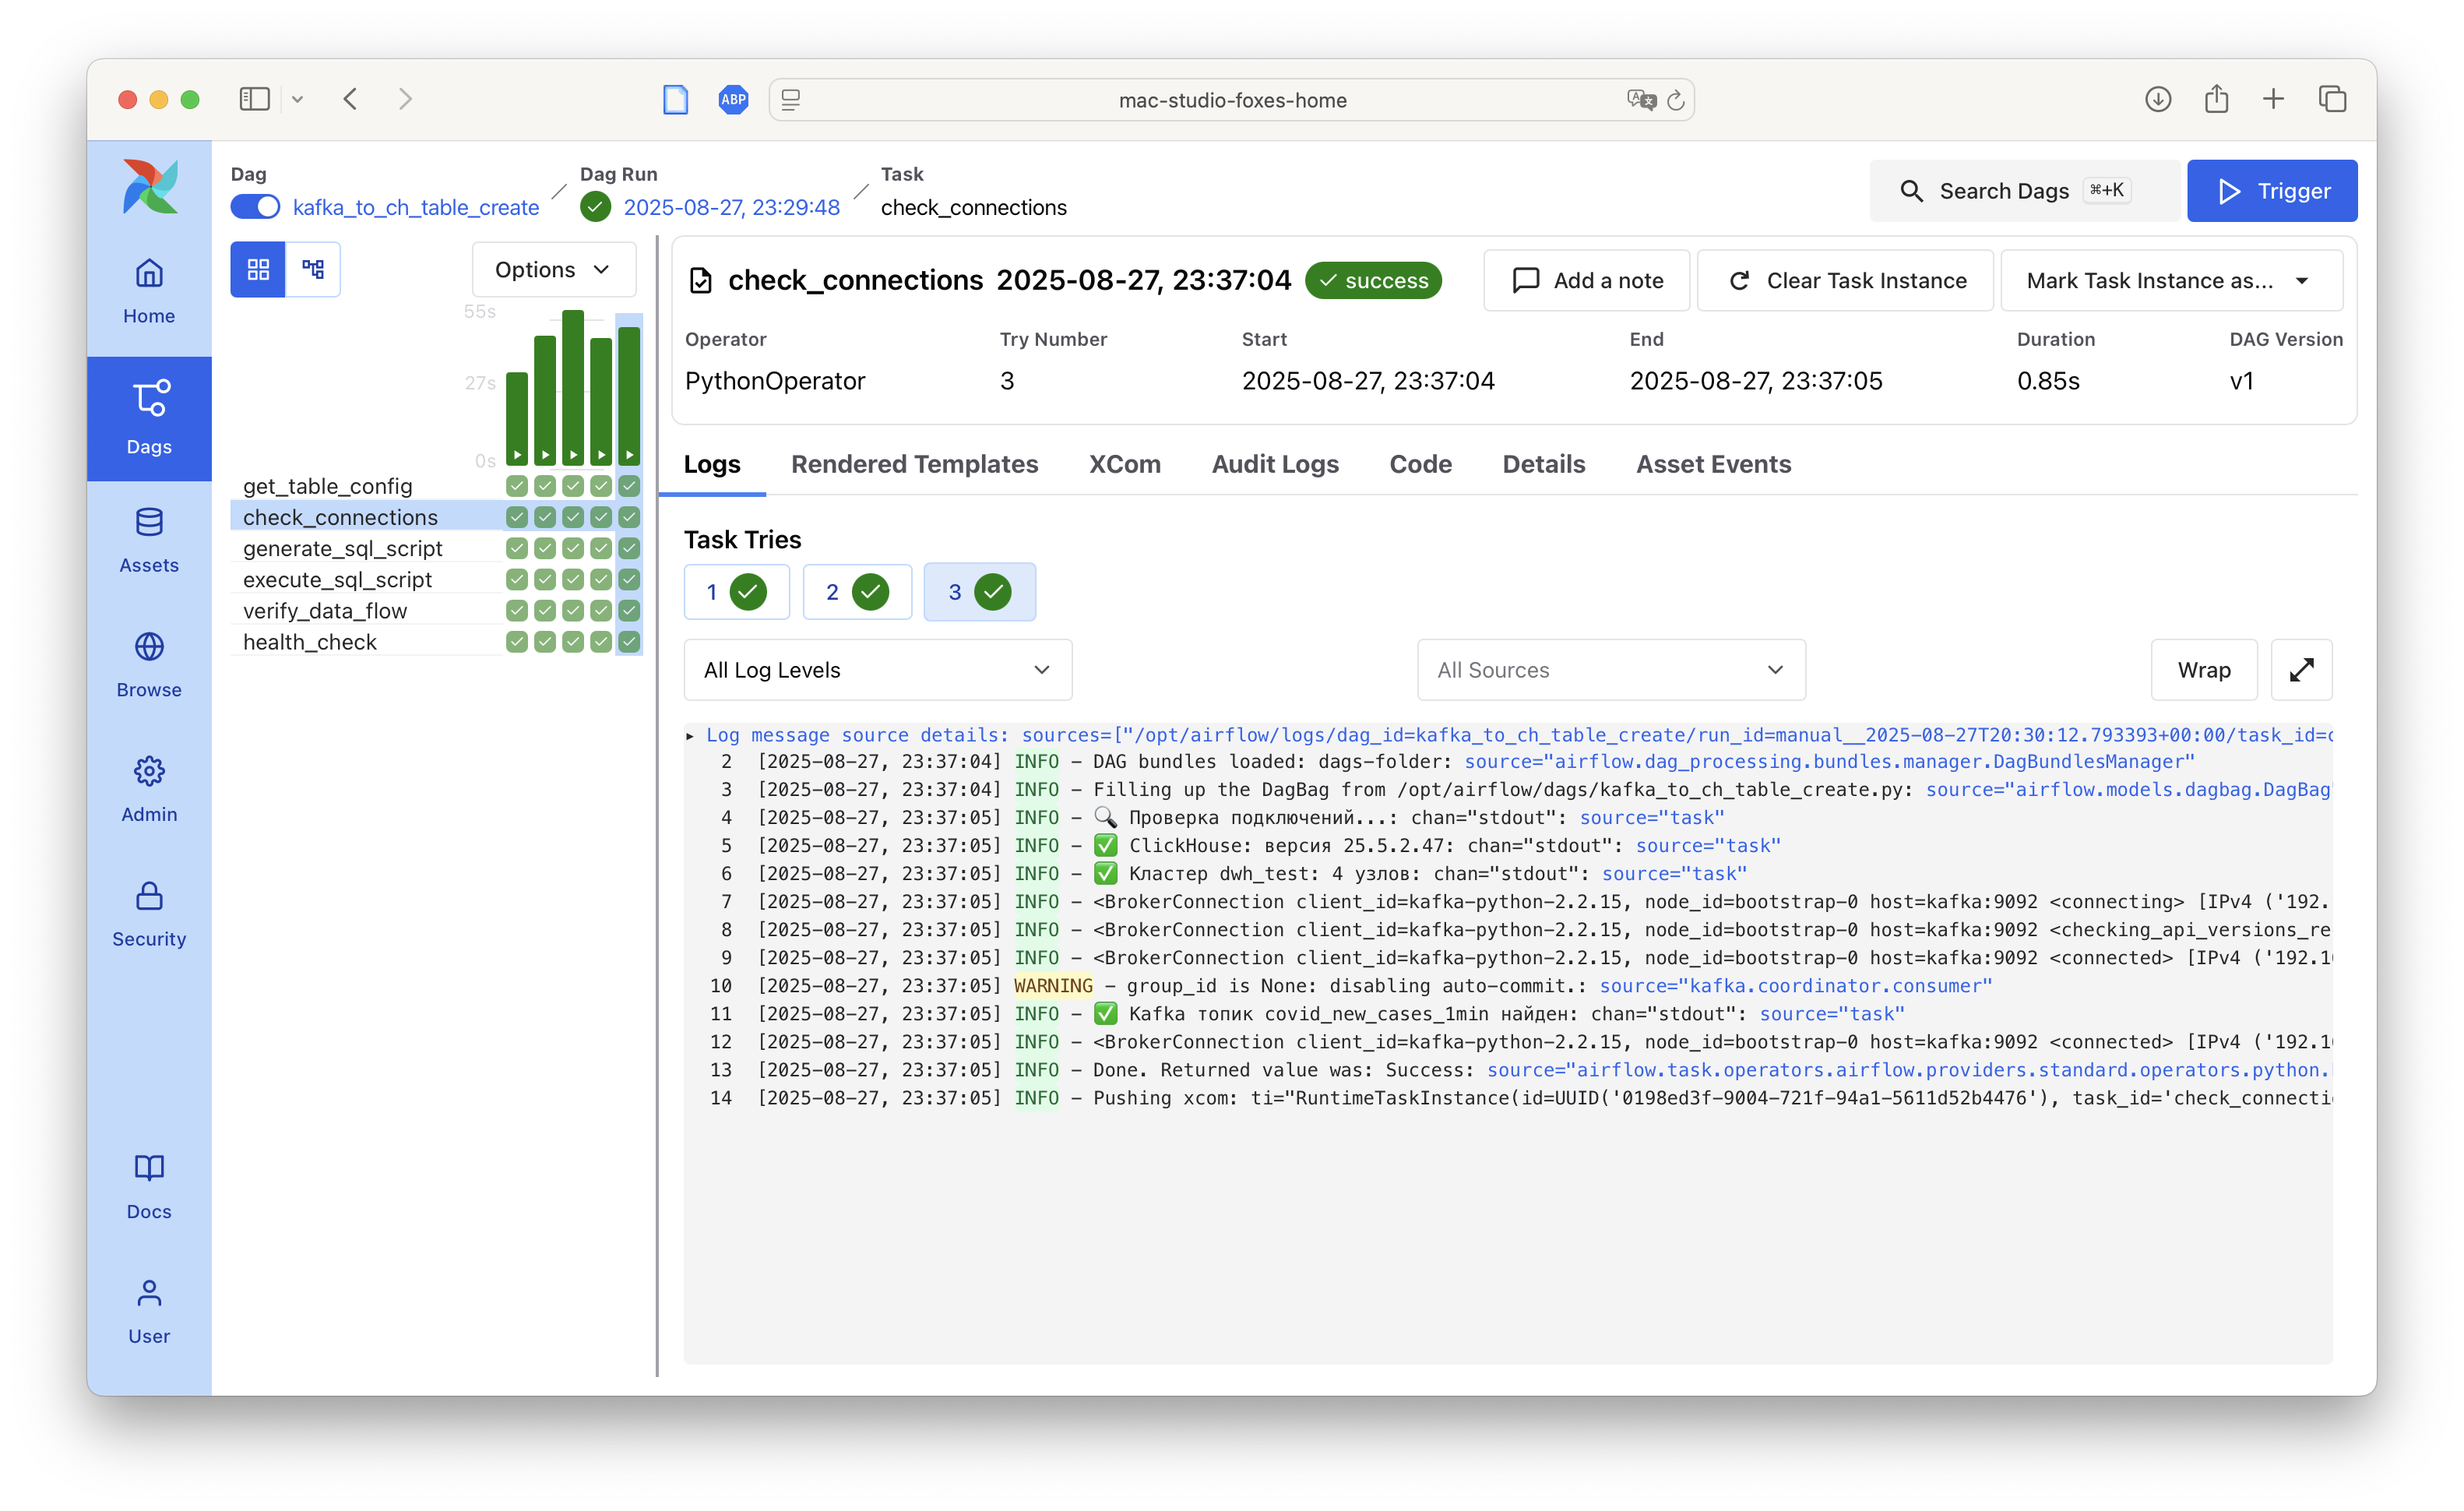 ABP
mac-studio-foxes-home
Dag
kafka_to_ch_table_create
Dag Run
2025-08-27, 23:29:48
Task
check_connections
Search Dags ⌘+K
Trigger
Home
Dags
Assets
Browse
Admin
Security
Docs
User
Options
55s
27s
0s
get_table_config
check_connections
generate_sql_script
execute_sql_script
verify_data_flow
health_check
check_connections 2025-08-27, 23:37:04 success
Add a note
Clear Task Instance
Mark Task Instance as...
Operator Try Number Start End Duration DAG Version
PythonOperator 3 2025-08-27, 23:37:04 2025-08-27, 23:37:05 0.85s v1
Logs Rendered Templates XCom Audit Logs Code Details Asset Events
Task Tries
1 2 3
All Log Levels All Sources Wrap
Log message source details: sources=["/opt/airflow/logs/dag_id=kafka_to_ch_table_create/run_id=manual__2025-08-27T20:30:12.793393+00:00/task_id=c
2 [2025-08-27, 23:37:04] INFO - DAG bundles loaded: dags-folder: source="airflow.dag_processing.bundles.manager.DagBundlesManager"
3 [2025-08-27, 23:37:04] INFO - Filling up the DagBag from /opt/airflow/dags/kafka_to_ch_table_create.py: source="airflow.models.dagbag.DagBag"
4 [2025-08-27, 23:37:05] INFO - 🔍 Проверка подключений...: chan="stdout": source="task"
5 [2025-08-27, 23:37:05] INFO - ✅ ClickHouse: версия 25.5.2.47: chan="stdout": source="task"
6 [2025-08-27, 23:37:05] INFO - ✅ Кластер dwh_test: 4 узлов: chan="stdout": source="task"
7 [2025-08-27, 23:37:05] INFO - <BrokerConnection client_id=kafka-python-2.2.15, node_id=bootstrap-0 host=kafka:9092 <connecting> [IPv4 ('192.
8 [2025-08-27, 23:37:05] INFO - <BrokerConnection client_id=kafka-python-2.2.15, node_id=bootstrap-0 host=kafka:9092 <checking_api_versions_re
9 [2025-08-27, 23:37:05] INFO - <BrokerConnection client_id=kafka-python-2.2.15, node_id=bootstrap-0 host=kafka:9092 <connected> [IPv4 ('192.1
10 [2025-08-27, 23:37:05] WARNING - group_id is None: disabling auto-commit.: source="kafka.coordinator.consumer"
11 [2025-08-27, 23:37:05] INFO - ✅ Kafka топик covid_new_cases_1min найден: chan="stdout": source="task"
12 [2025-08-27, 23:37:05] INFO - <BrokerConnection client_id=kafka-python-2.2.15, node_id=bootstrap-0 host=kafka:9092 <connected> [IPv4 ('192.1
13 [2025-08-27, 23:37:05] INFO - Done. Returned value was: Success: source="airflow.task.operators.airflow.providers.standard.operators.python.
14 [2025-08-27, 23:37:05] INFO - Pushing xcom: ti="RuntimeTaskInstance(id=UUID('0198ed3f-9004-721f-94a1-5611d52b4476'), task_id='check_connecti